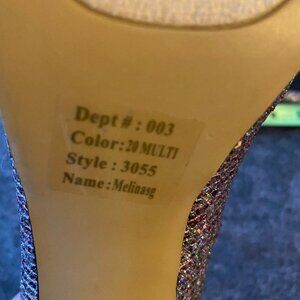 Dept # : 003
Color : 20 MULTI
Style : 3055
Name : Melinasg